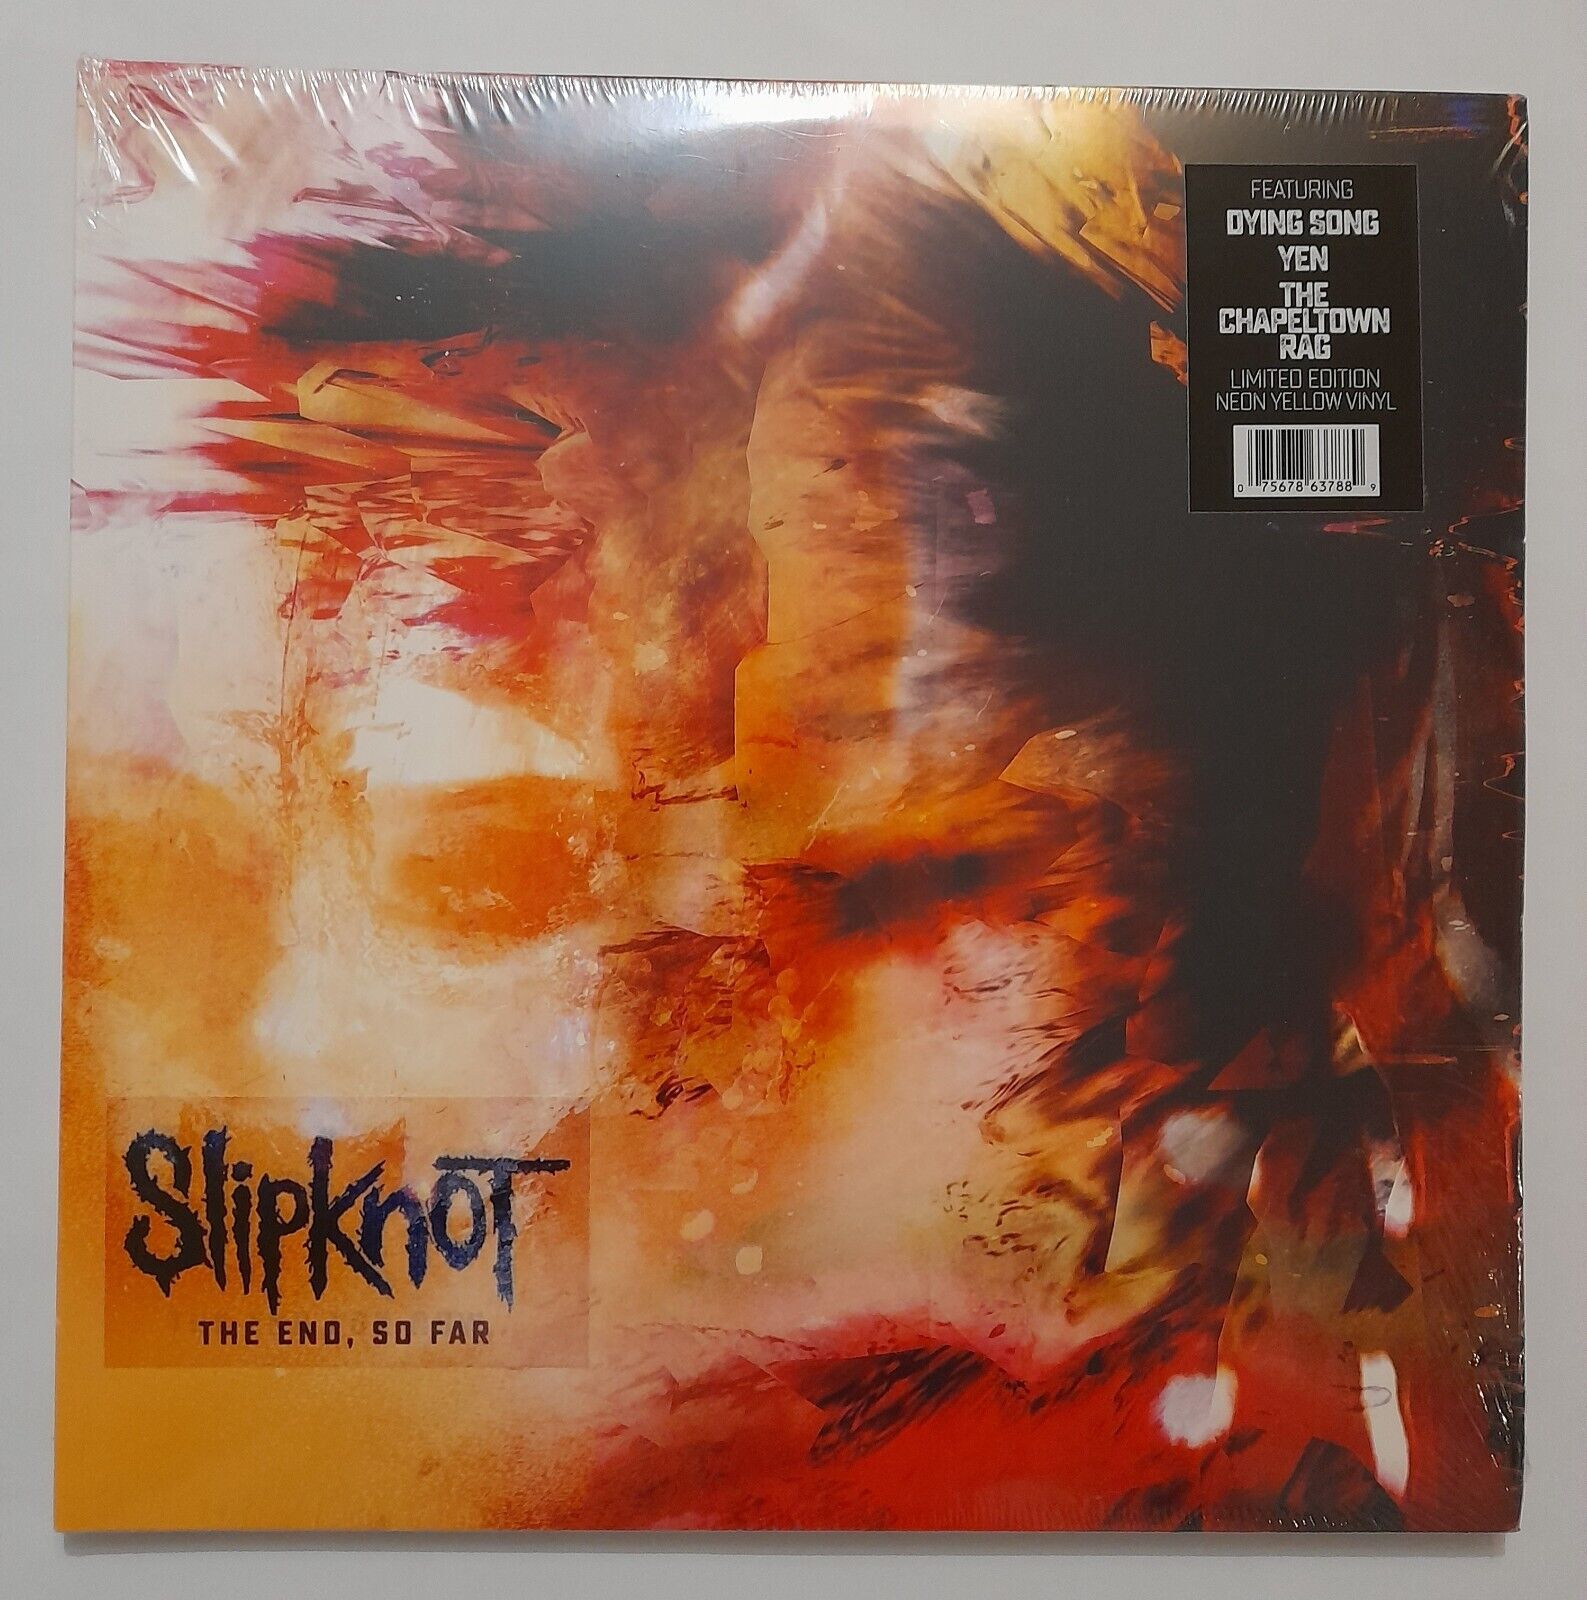 FEATURING
DYING SONG
YEN
THE
CHAPELTOWN
RAG
LIMITED EDITION
NEON YELLOW VINYL
0 75678 63788 9
SLIPKNOT
THE END, SO FAR